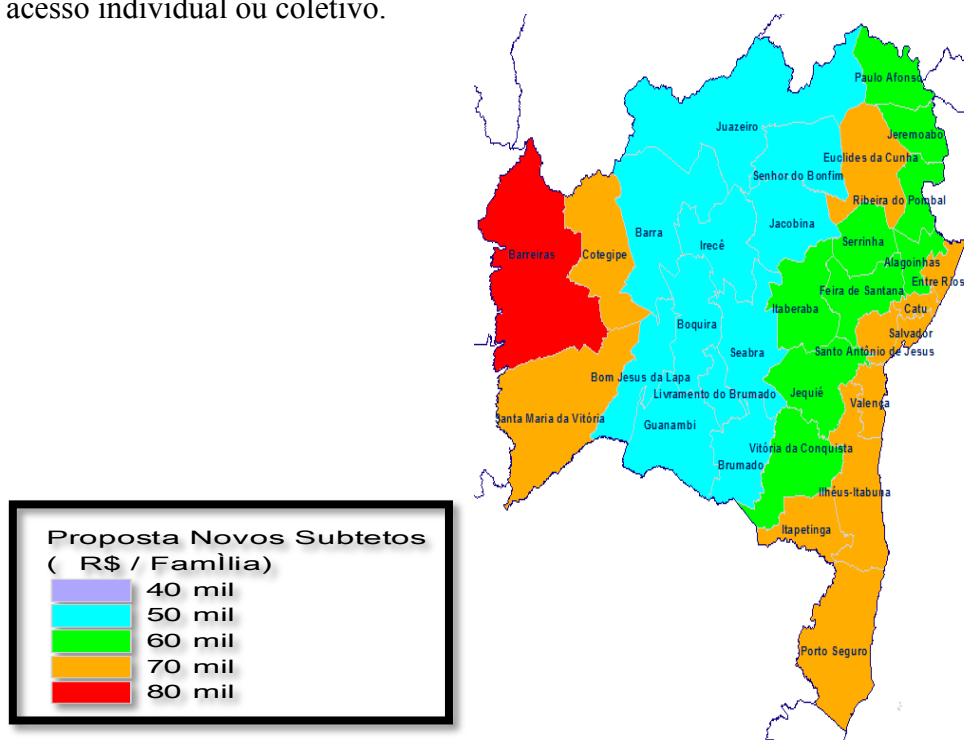 acesso individual ou coletivo.
Paulo Afonso
Jeremoabo
Juazeiro
Euclides da Cunha
Senhor do Bonfim
Ribeira do Pombal
Jacobina
Barra
Irecê
Serrinha
Barreiras
Cotegipe
Alagoinhas
Entre Rios
Feira de Santana
Itaberaba
Catu
Boquira
Salvador
Seabra
Santo Antônio de Jesus
Bom Jesus da Lapa
Livramento do Brumado
Jequié
Valença
Santa Maria da Vitória
Guanambi
Vitória da Conquista
Brumado
Ilhéus-Itabuna
Itapetinga
Porto Seguro
Proposta Novos Subtetos
( R$ / FamÌlia)
40 mil
50 mil
60 mil
70 mil
80 mil